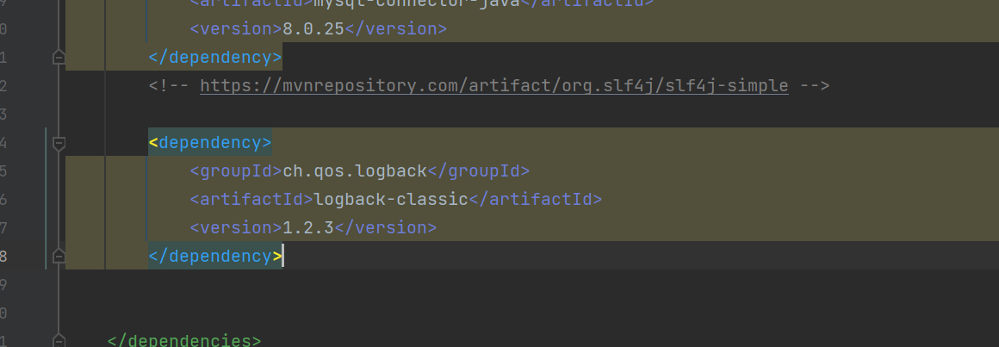 <artifactId>mysql-connector-java</artifactId>
<version>8.0.25</version>
</dependency>
<!-- https://mvnrepository.com/artifact/org.slf4j/slf4j-simple -->
<dependency>
<groupId>ch.qos.logback</groupId>
<artifactId>logback-classic</artifactId>
<version>1.2.3</version>
</dependency>
</dependencies>